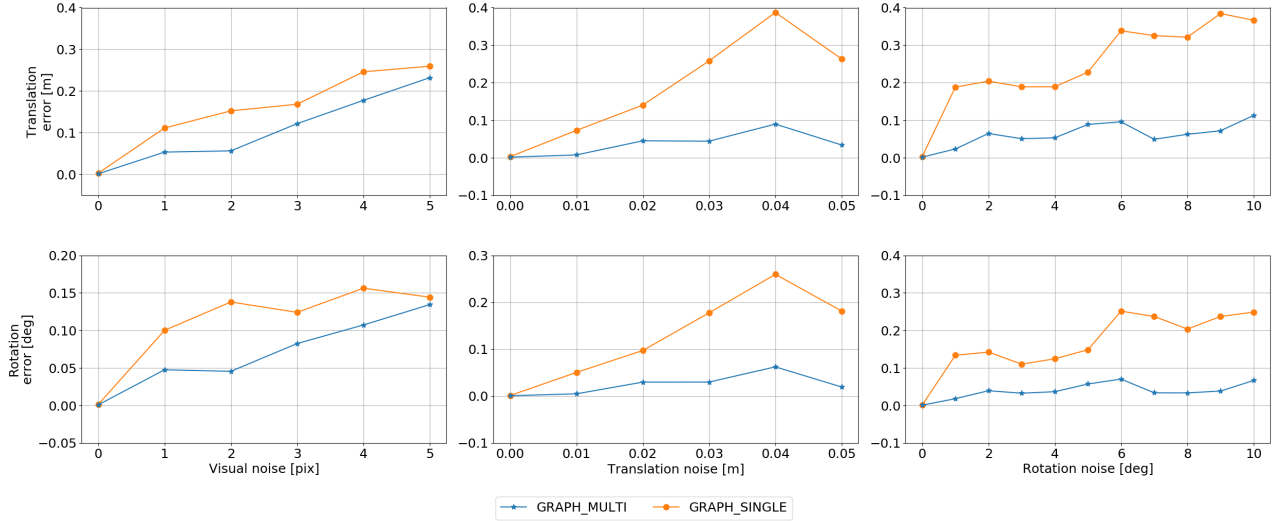 0.4
0.3
0.2
0.1
0.0
Translation
error [m]
0 1 2 3 4 5
0.4
0.3
0.2
0.1
0.0
−0.1
0.00 0.01 0.02 0.03 0.04 0.05
0.4
0.3
0.2
0.1
0.0
−0.1
0 2 4 6 8 10
0.20
0.15
0.10
0.05
0.00
−0.05
Rotation
error [deg]
0 1 2 3 4 5
Visual noise [pix]
0.3
0.2
0.1
0.0
−0.1
0.00 0.01 0.02 0.03 0.04 0.05
Translation noise [m]
0.4
0.3
0.2
0.1
0.0
−0.1
0 2 4 6 8 10
Rotation noise [deg]
GRAPH_MULTI GRAPH_SINGLE